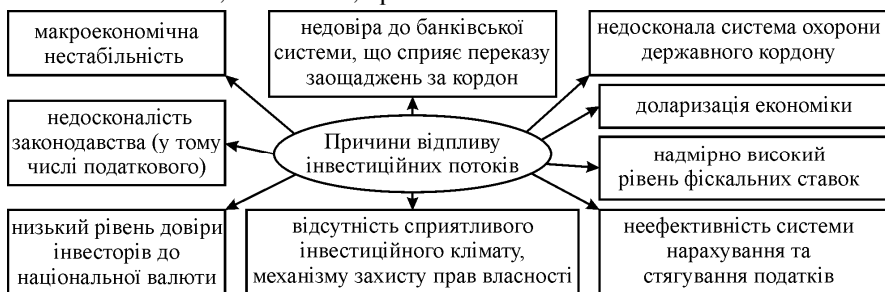 макроекономічна
нестабільність
недовіра до банківської
системи, що сприяє переказу
заощаджень за кордон
недосконала система охорони
державного кордону
недосконалість
законодавства (у тому
числі податкового)
Причини відпливу
інвестиційних потоків
доларизація економіки
надмірно високий
рівень фіскальних ставок
низький рівень довіри
інвесторів до
національної валюти
відсутність сприятливого
інвестиційного клімату,
механізму захисту прав власності
неефективність системи
нарахування та
стягування податків